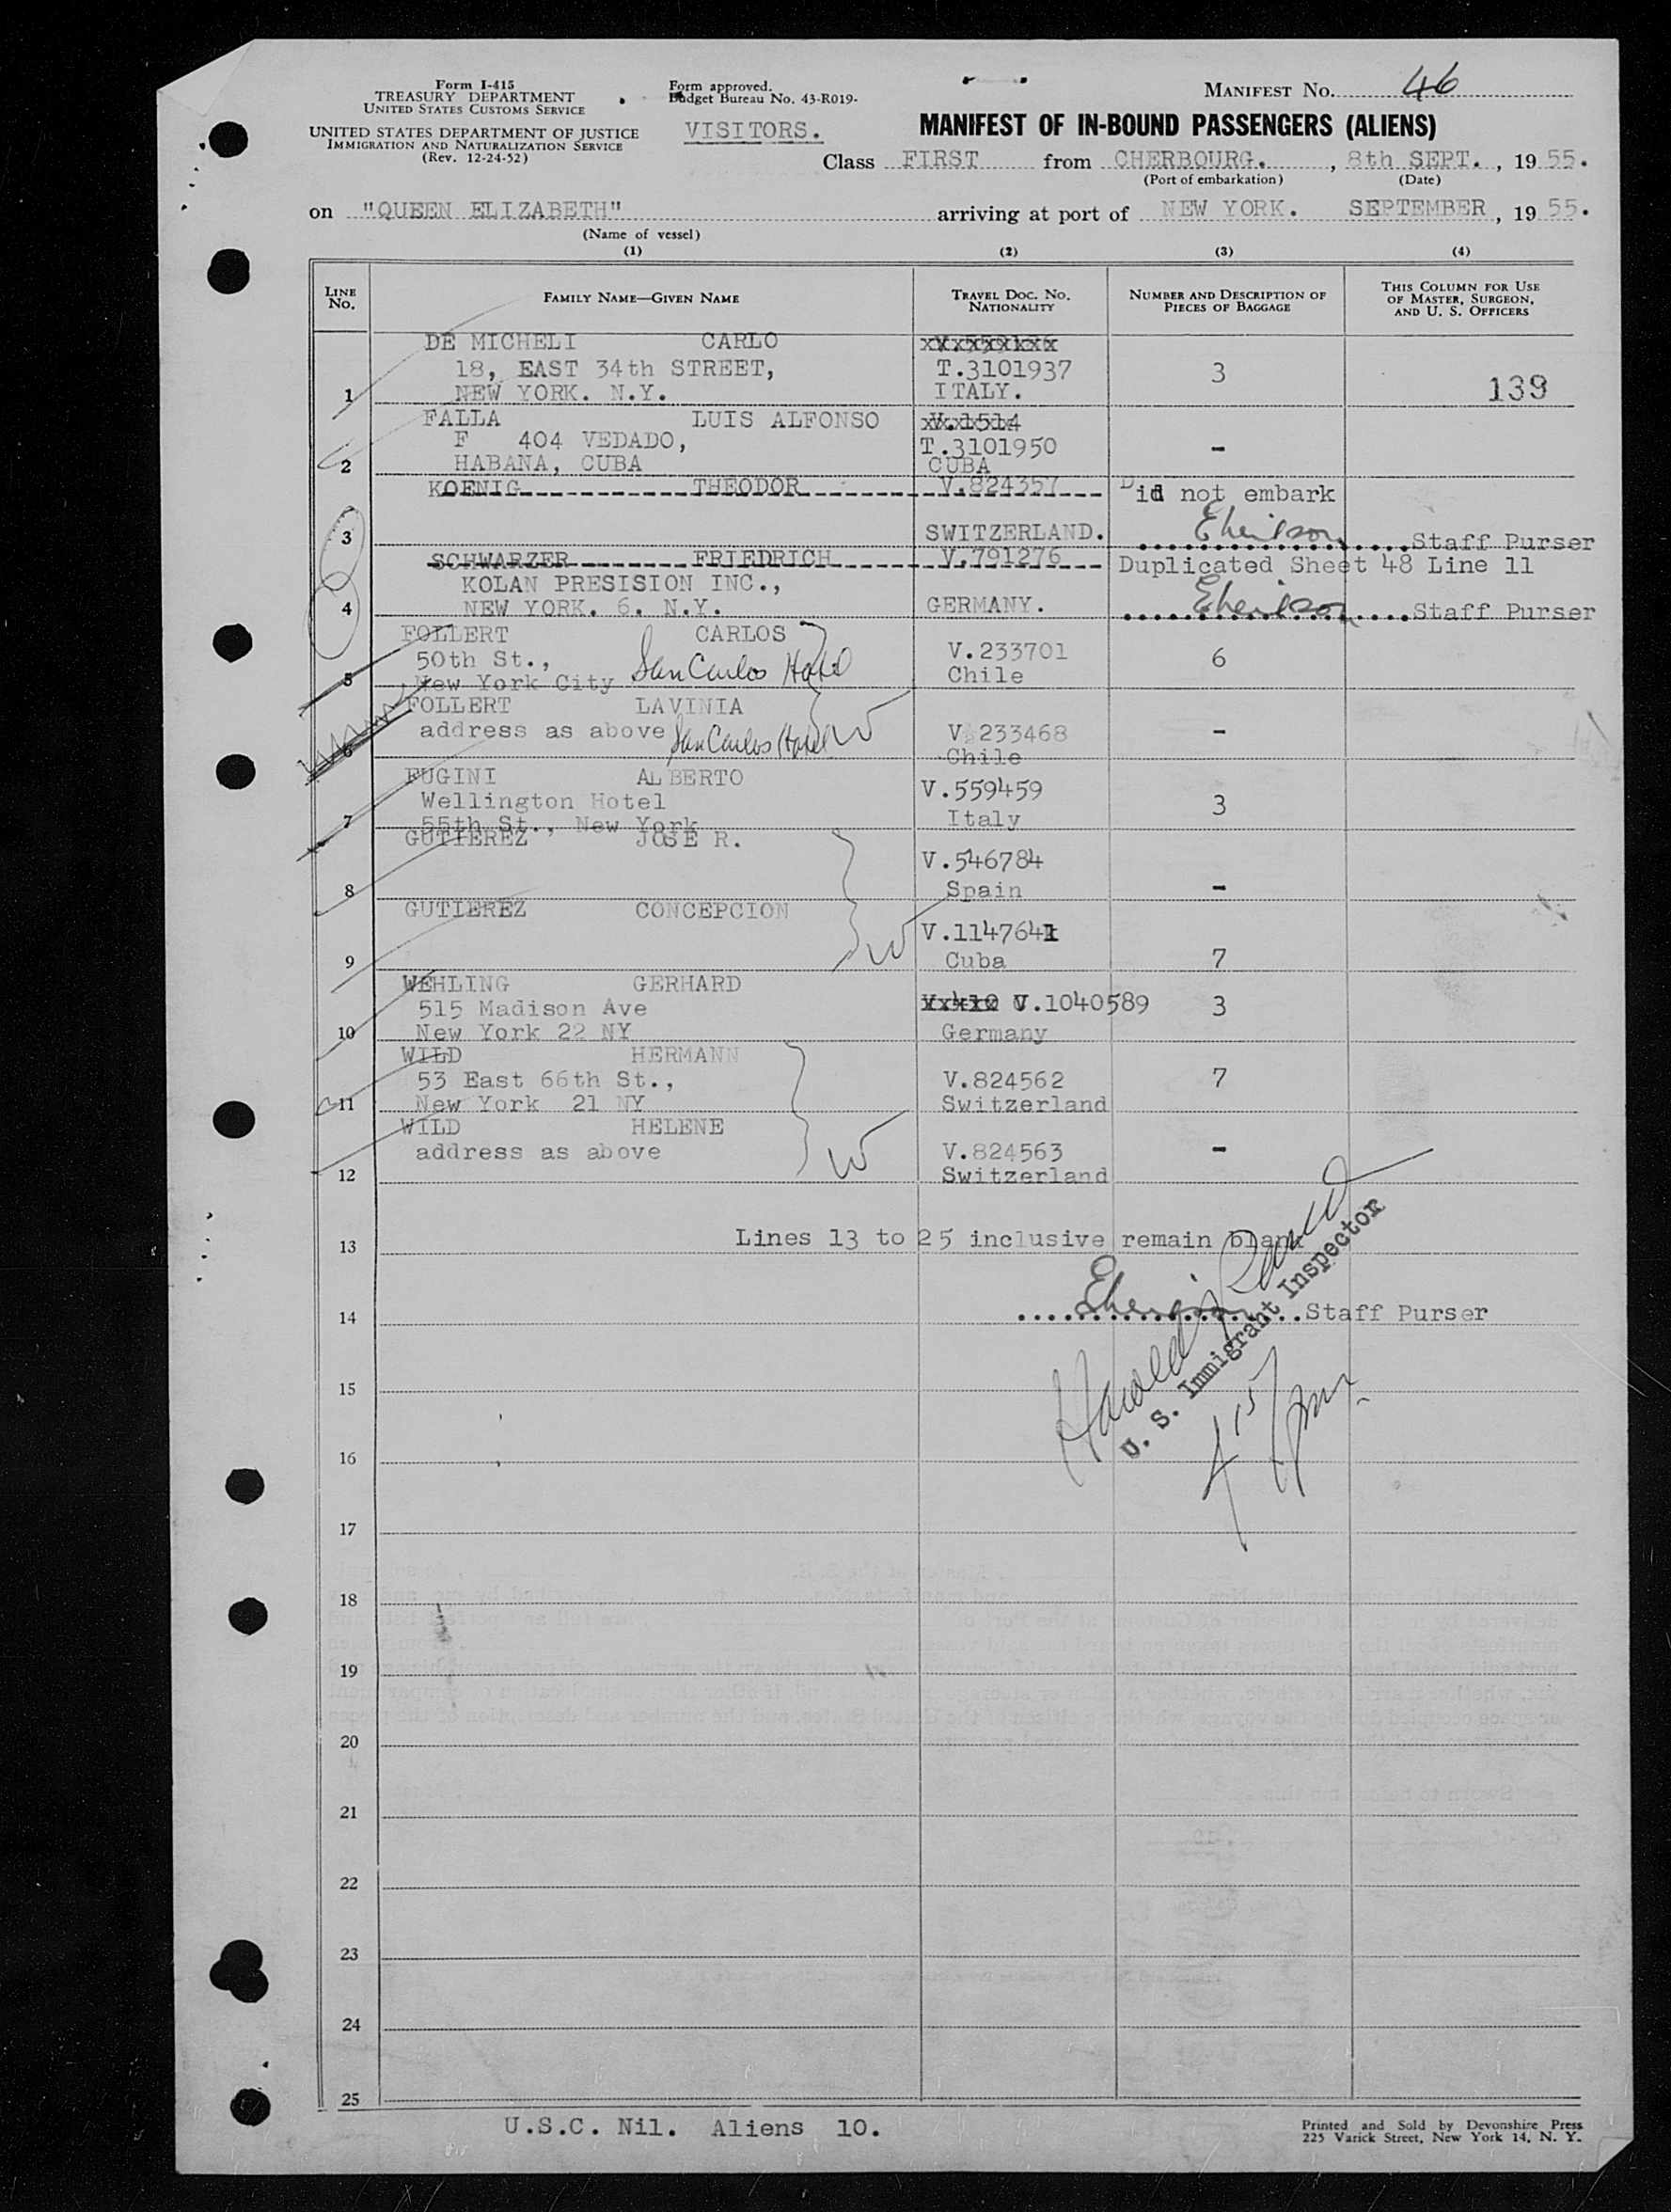 Form I-415
TREASURY DEPARTMENT
UNITED STATES CUSTOMS SERVICE
UNITED STATES DEPARTMENT OF JUSTICE
IMMIGRATION AND NATURALIZATION SERVICE
(Rev. 12-24-52)
Form approved.
Budget Bureau No. 43-R019-
VISITORS.
MANIFEST NO. 46
MANIFEST OF IN-BOUND PASSENGERS (ALIENS)
Class FIRST from CHERBOURG. , 8th SEPT. , 19 55.
(Port of embarkation) (Date)
on "QUEEN ELIZABETH" arriving at port of NEW YORK. SEPTEMBER , 19 55.
(Name of vessel)
(1) (2) (3) (4)
LINE NO. FAMILY NAME—GIVEN NAME TRAVEL DOC. NO. NATIONALITY NUMBER AND DESCRIPTION OF PIECES OF BAGGAGE THIS COLUMN FOR USE OF MASTER, SURGEON, AND U. S. OFFICERS
DE MICHELI CARLO
18, EAST 34th STREET, T.3101937 3
1 NEW YORK. N.Y. ITALY. 139
FALLA LUIS ALFONSO V.1514
F 404 VEDADO, T.3101950 -
2 HABANA, CUBA CUBA
KOENIG THEODOR V.824357 Did not embark
3 SWITZERLAND. Staff Purser
SCHWARZER FRIEDRICH V.791276 Duplicated Sheet 48 Line 11
KOLAN PRESISION INC.,
4 NEW YORK. 6. N.Y. GERMANY. Staff Purser
FOLLERT CARLOS
50th St., San Carlos Hotel V.233701 6
5 New York City Chile
FOLLERT LAVINIA
address as above San Carlos Hotel W V 233468 -
6 Chile
FUGINI ALBERTO V.559459
Wellington Hotel 3
7 55th St., New York Italy
GUTIEREZ JOSE R.
V.546784
8 Spain -
GUTIEREZ CONCEPCION
W V.1147641
9 Cuba 7
WEHLING GERHARD
515 Madison Ave V.1040589 3
10 New York 22 NY Germany
WILD HERMANN
53 East 66th St., V.824562 7
11 New York 21 NY Switzerland
WILD HELENE
address as above W V.824563 -
12 Switzerland
13 Lines 13 to 25 inclusive remain blank
14 Staff Purser
Harold
U. S. Immigrant Inspector
15
16
17
18
19
20
21
22
23
24
25
U.S.C. Nil. Aliens 10.
Printed and Sold by Devonshire Press
225 Varick Street, New York 14, N. Y.